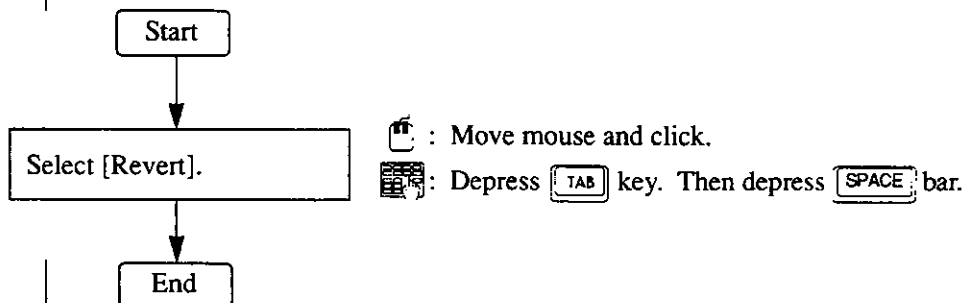 Start
: Move mouse and click.
Select [Revert].
: Depress TAB key. Then depress SPACE bar.
End